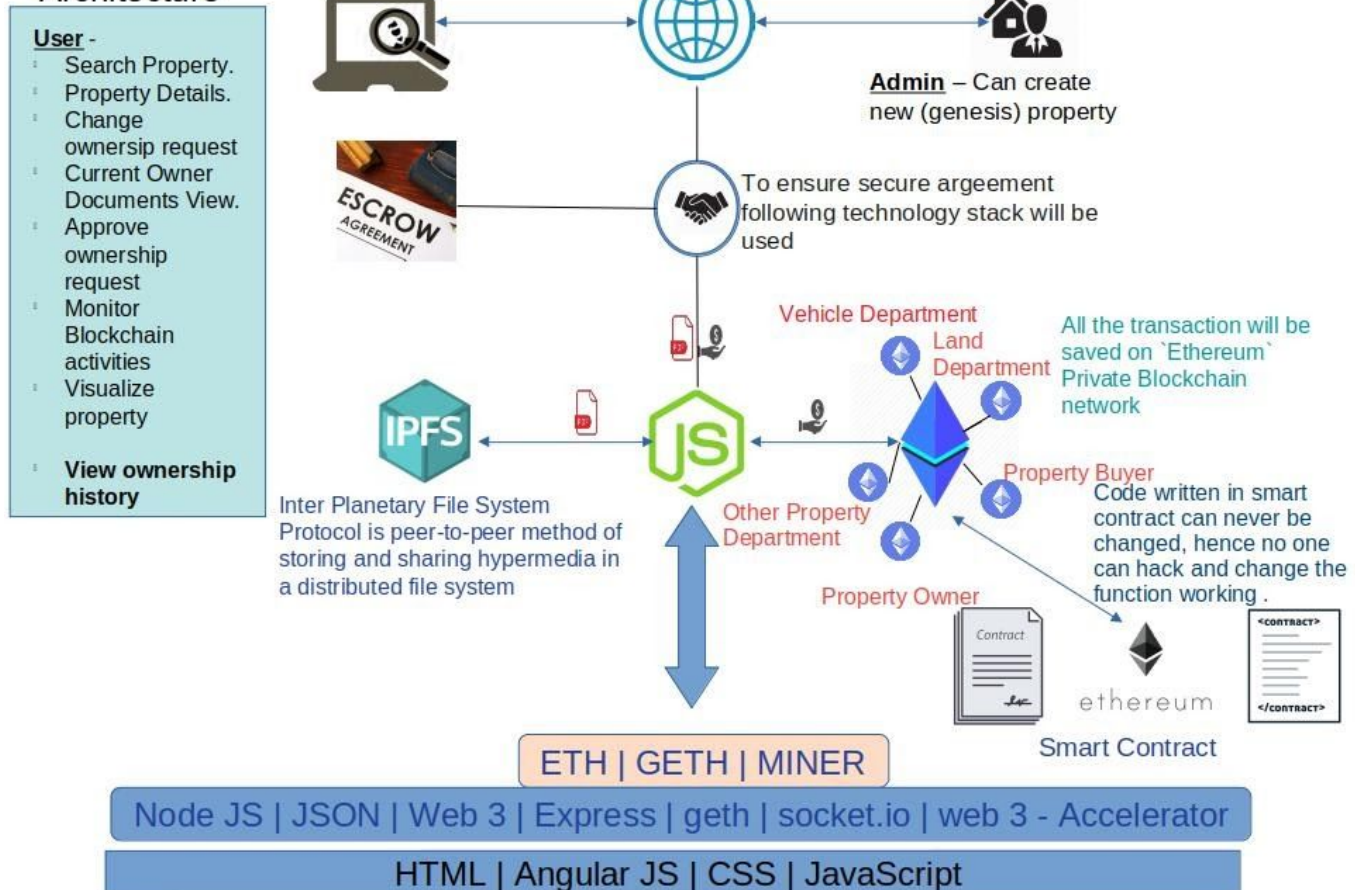 User -
Search Property.
Property Details.
Change
ownersip request
Current Owner
Documents View.
Approve
ownership
request
Monitor
Blockchain
activities
Visualize
property
View ownership
history
Admin – Can create
new (genesis) property
ESCROW
AGREEMENT
To ensure secure argeement
following technology stack will be
used
Vehicle Department
Land
Department
All the transaction will be
saved on `Ethereum`
Private Blockchain
network
IPFS
JS
Inter Planetary File System
Protocol is peer-to-peer method of
storing and sharing hypermedia in
a distributed file system
Other Property
Department
Property Buyer
Property Owner
Code written in smart
contract can never be
changed, hence no one
can hack and change the
function working .
Contract
ethereum
<contract>
</contract>
Smart Contract
ETH | GETH | MINER
Node JS | JSON | Web 3 | Express | geth | socket.io | web 3 - Accelerator
HTML | Angular JS | CSS | JavaScript